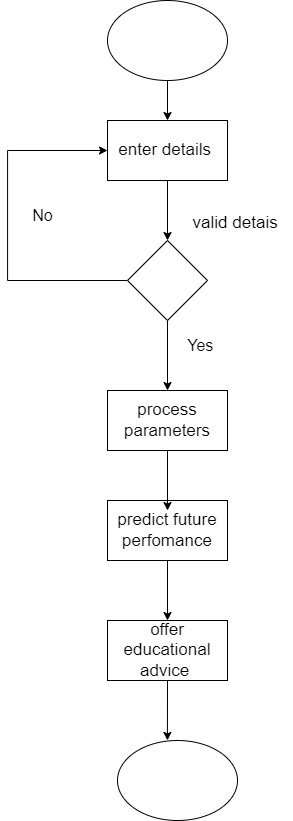 enter details
No
valid detais
Yes
process
parameters
predict future
perfomance
offer
educational
advice